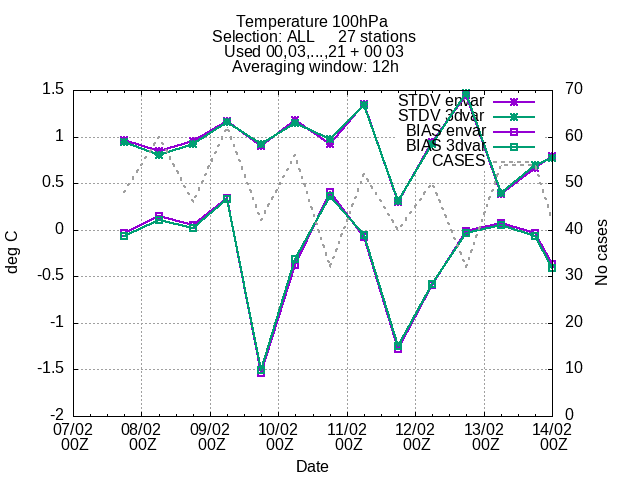 Temperature 100hPa
Selection: ALL 27 stations
Used 00,03,...,21 + 00 03
Averaging window: 12h
1.5
1
0.5
0
-0.5
-1
-1.5
-2
deg C
70
60
50
40
30
20
10
0
No cases
STDV envar
STDV 3dvar
BIAS envar
BIAS 3dvar
CASES
07/02 08/02 09/02 10/02 11/02 12/02 13/02 14/02
00Z 00Z 00Z 00Z 00Z 00Z 00Z 00Z
Date